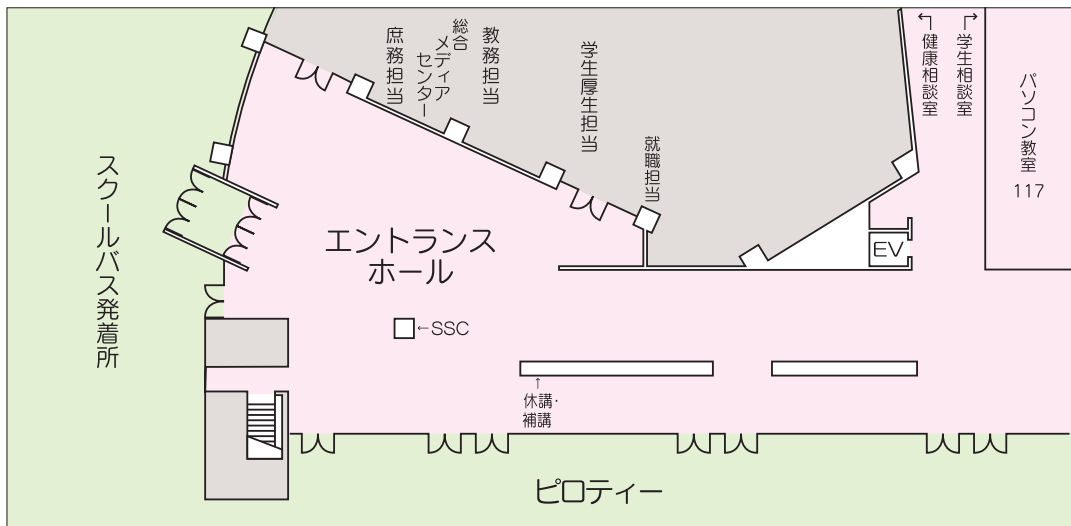 庶務担当
総合
メディア
センター
教務担当
学生厚生担当
就職担当
健康相談室
学生相談室
パソコン教室
117
スクールバス発着所
エントランス
ホール
EV
←SSC
↑
休講・
補講
ピロティー